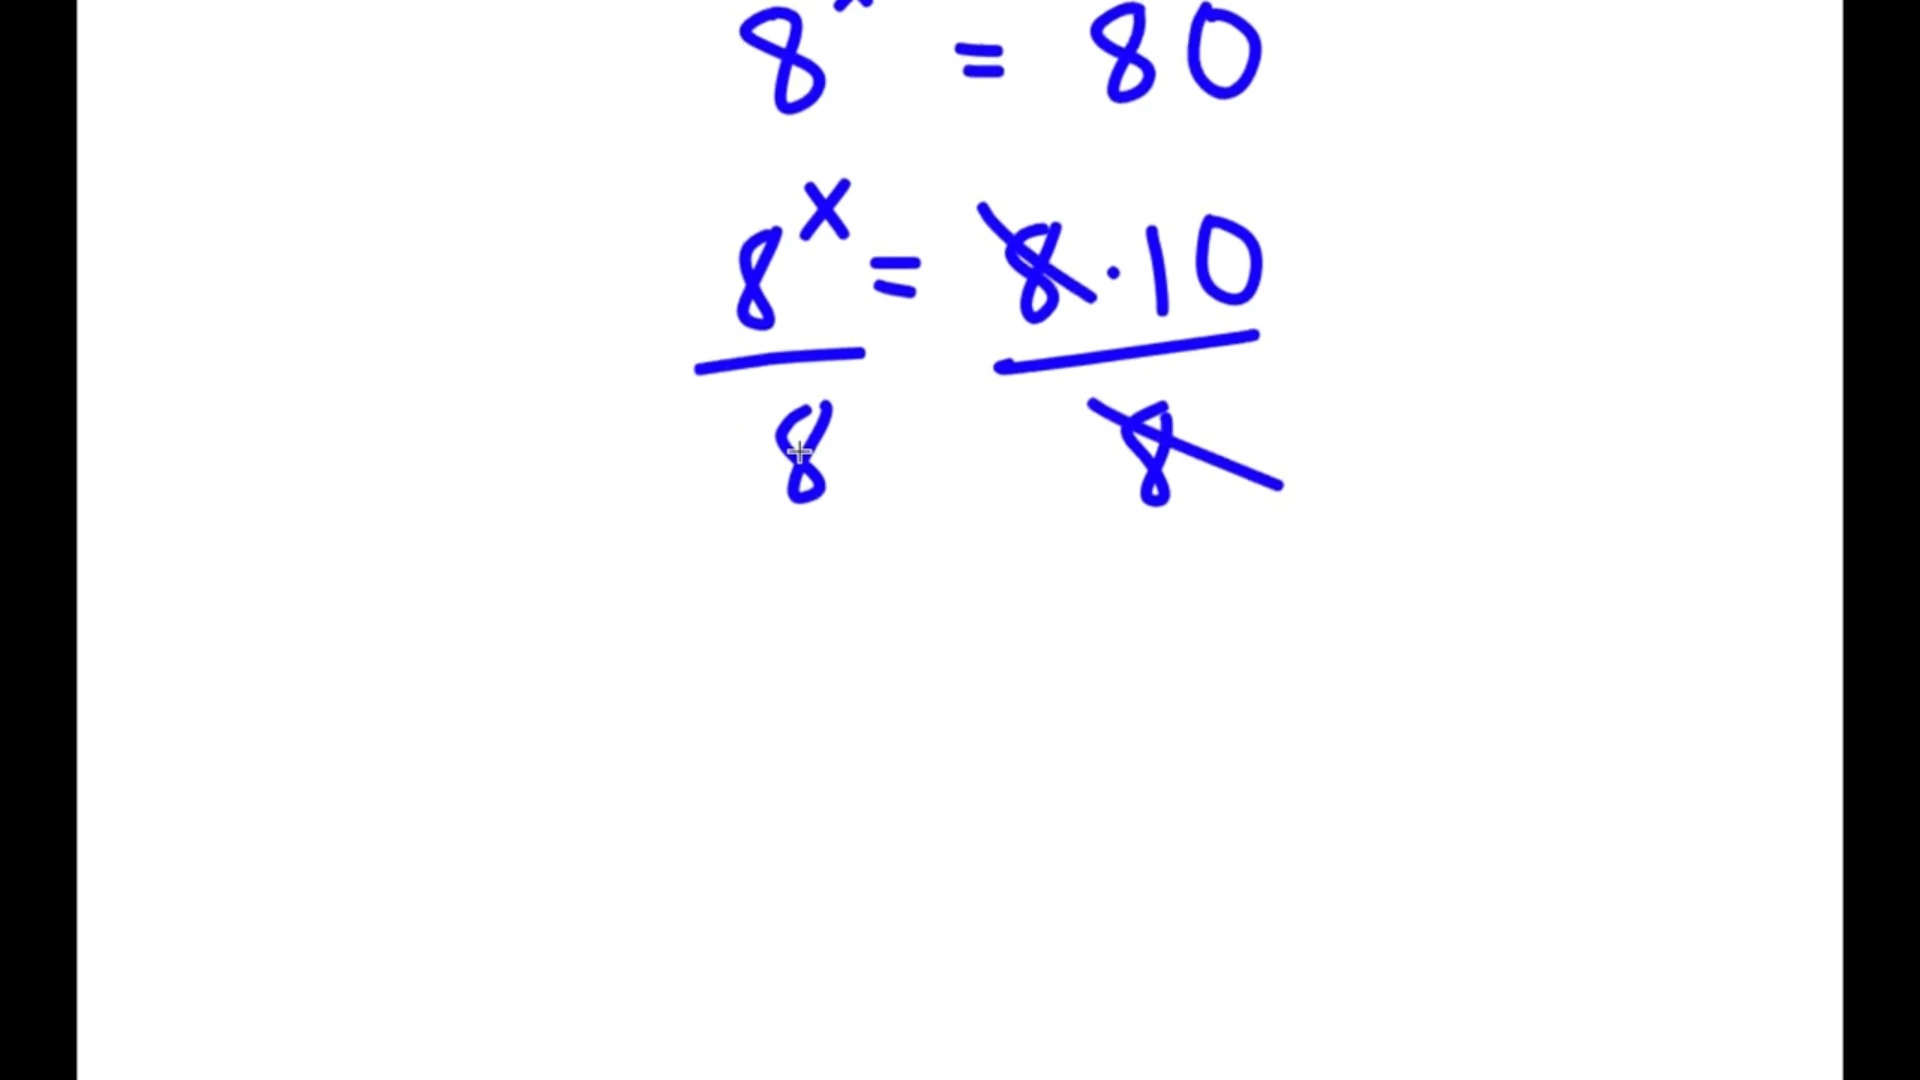 8^x = 80
8^x = 8 · 10
8 8